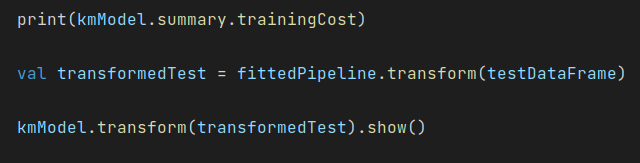 print(kmModel.summary.trainingCost)
val transformedTest = fittedPipeline.transform(testDataFrame)
kmModel.transform(transformedTest).show()